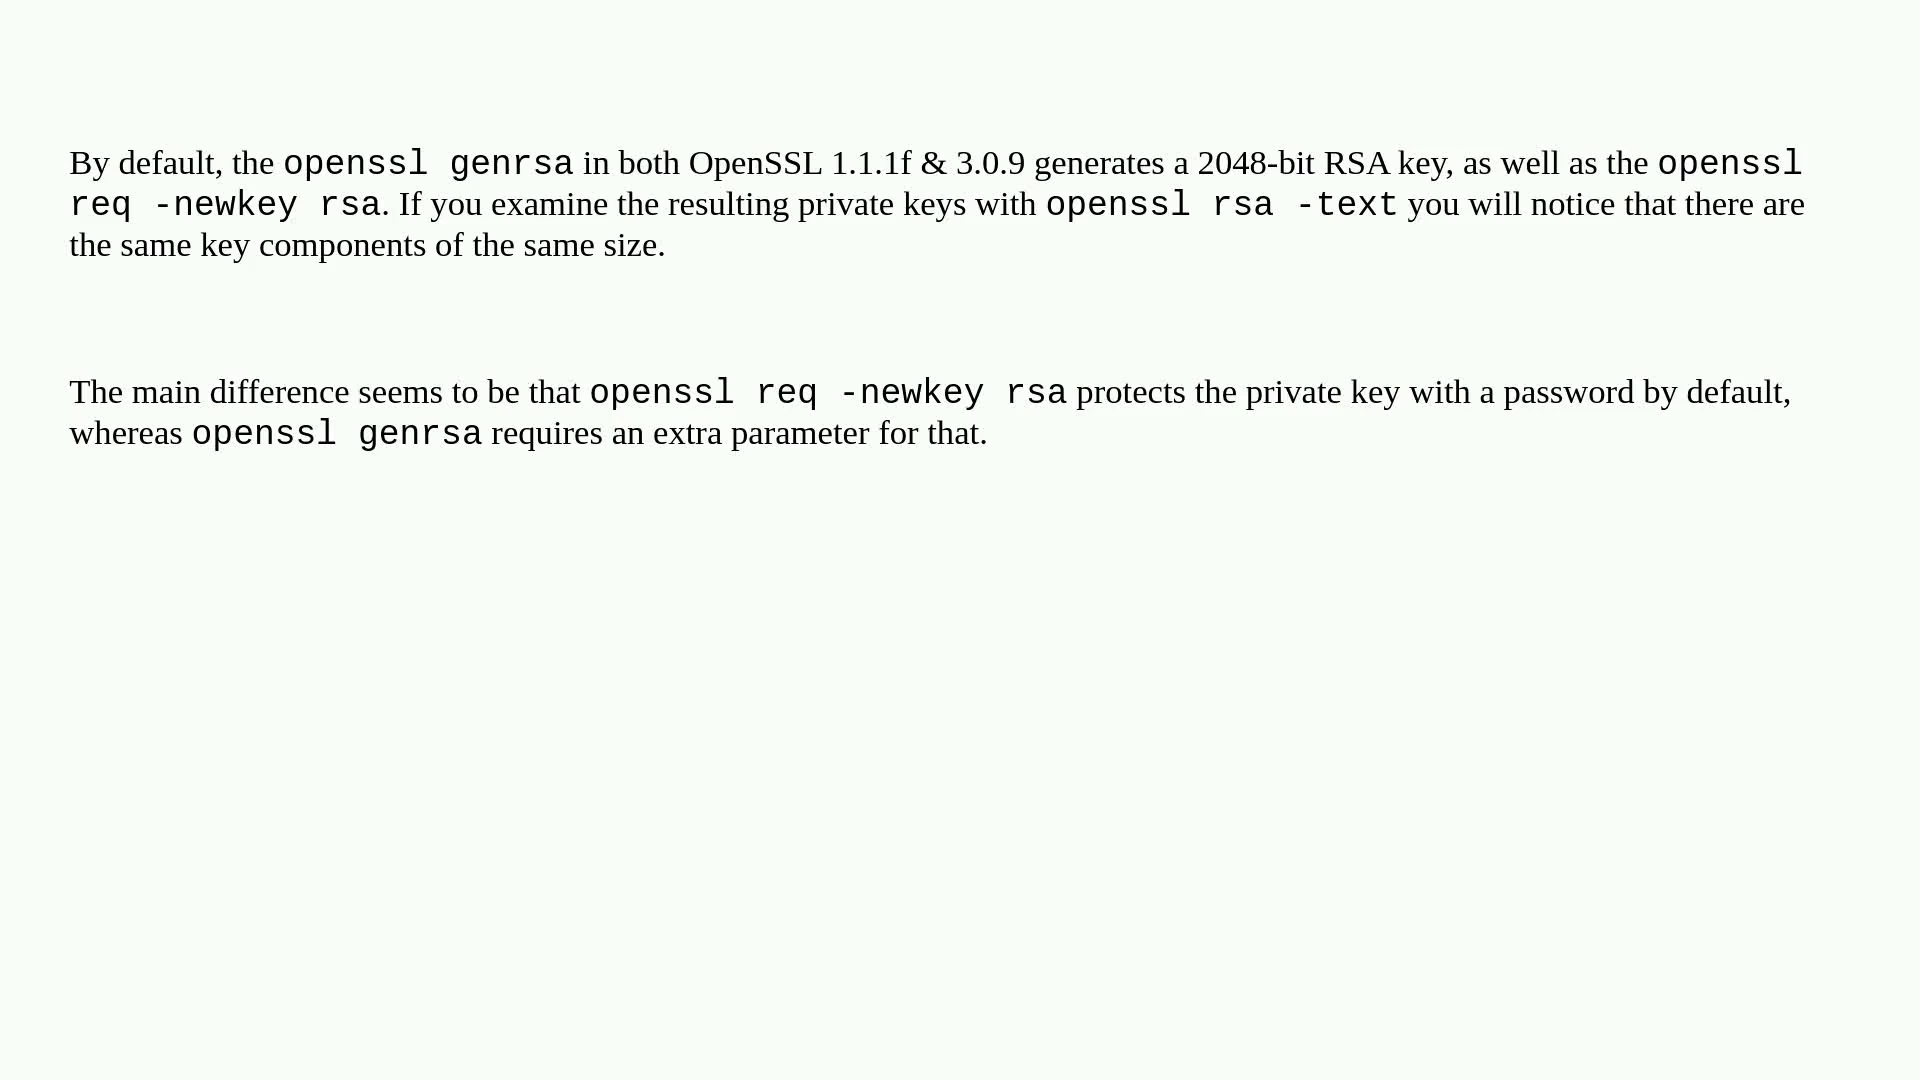 By default, the openssl genrsa in both OpenSSL 1.1.1f & 3.0.9 generates a 2048-bit RSA key, as well as the openssl
req -newkey rsa. If you examine the resulting private keys with openssl rsa -text you will notice that there are
the same key components of the same size.
The main difference seems to be that openssl req -newkey rsa protects the private key with a password by default,
whereas openssl genrsa requires an extra parameter for that.